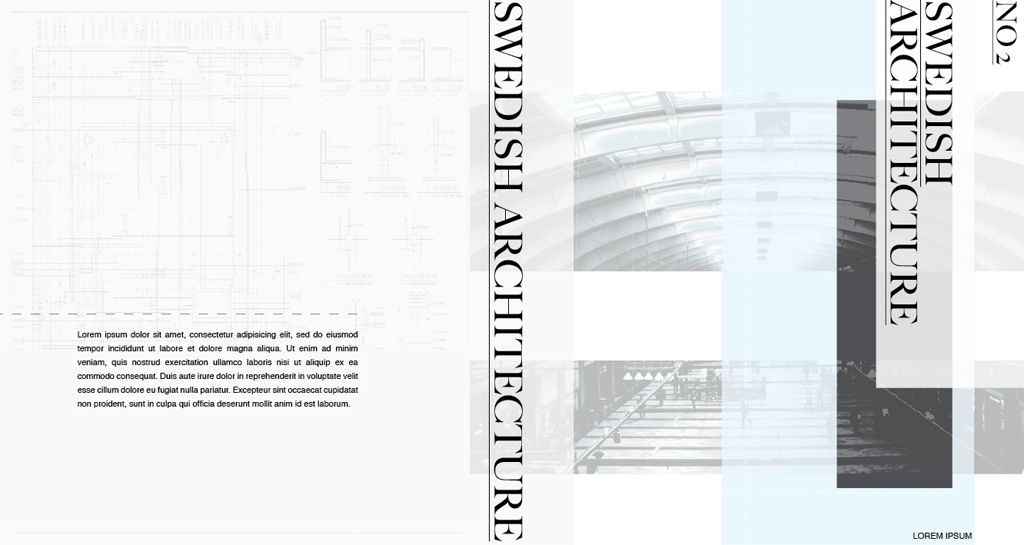 Lorem ipsum dolor sit amet, consectetur adipisicing elit, sed do eiusmod
tempor incididunt ut labore et dolore magna aliqua. Ut enim ad minim
veniam, quis nostrud exercitation ullamco laboris nisi ut aliquip ex ea
commodo consequat. Duis aute irure dolor in reprehenderit in voluptate velit
esse cillum dolore eu fugiat nulla pariatur. Excepteur sint occaecat cupidatat
non proident, sunt in culpa qui officia deserunt mollit anim id est laborum.
SWEDISH ARCHITECTURE
SWEDISH
ARCHITECTURE
NO 2
LOREM IPSUM